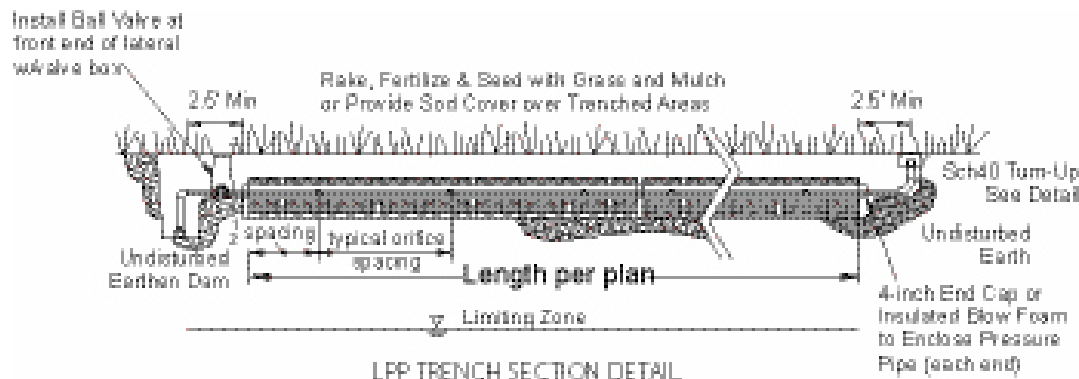 Install Ball Valve at
front end of lateral
w/valve box
Rake, Fertilize & Seed with Grass and Mulch
or Provide Sod Cover over Trenched Areas
2.5' Min
2.5' Min
Sch40 Turn-Up
See Detail
Undisturbed
Earth
spacing
typical orifice
spacing
Undisturbed
Earthen Dam
Length per plan
4-inch End Cap or
Insulated Blow Foam
to Enclose Pressure
Pipe (each end)
Limiting Zone
LPP TRENCH SECTION DETAIL